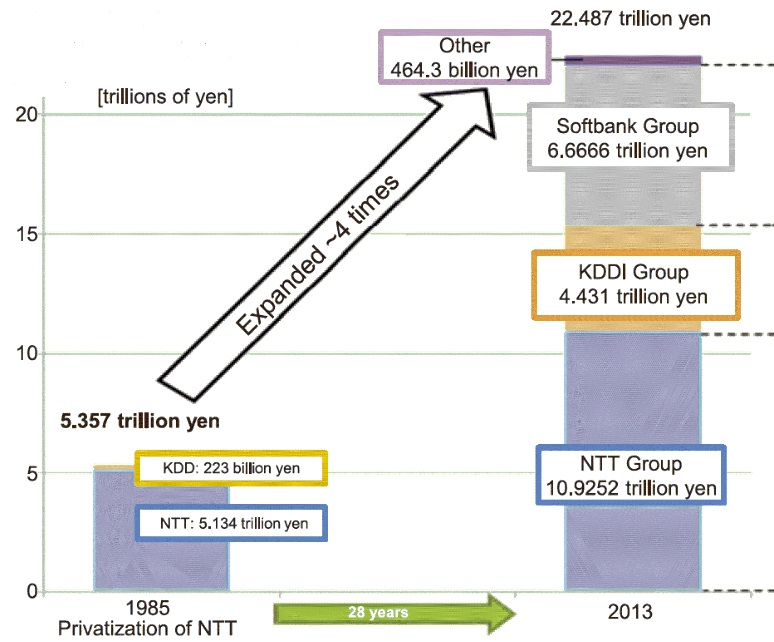 22.487 trillion yen
Other
464.3 billion yen
[trillions of yen]
20
Softbank Group
6.6666 trillion yen
15
Expanded ~4 times
KDDI Group
4.431 trillion yen
10
5.357 trillion yen
5
KDD: 223 billion yen
NTT Group
10.9252 trillion yen
NTT: 5.134 trillion yen
0
1985
Privatization of NTT
28 years
2013